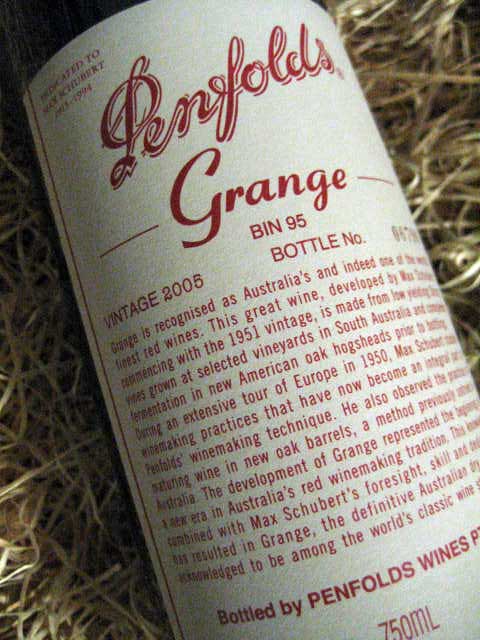 DEDICATED TO
MAX SCHUBERT
1915-1994
Penfolds
Grange
BIN 95
BOTTLE No.
VINTAGE 2005
Grange is recognised as Australia's and indeed one of the
finest red wines. This great wine, developed by Max Schubert
commencing with the 1951 vintage, is made from low yielding
vines grown at selected vineyards in South Australia and
fermentation in new American oak hogsheads prior to bottling.
During an extensive tour of Europe in 1950, Max Schubert
winemaking practices that have now become an integral
Penfolds' winemaking technique. He also observed the
maturing wine in new oak barrels, a method previously
Australia. The development of Grange represented the
a new era in Australia's red winemaking tradition. This
combined with Max Schubert's foresight, skill and
has resulted in Grange, the definitive Australian
acknowledged to be among the world's classic wine
Bottled by PENFOLDS WINES
750ML